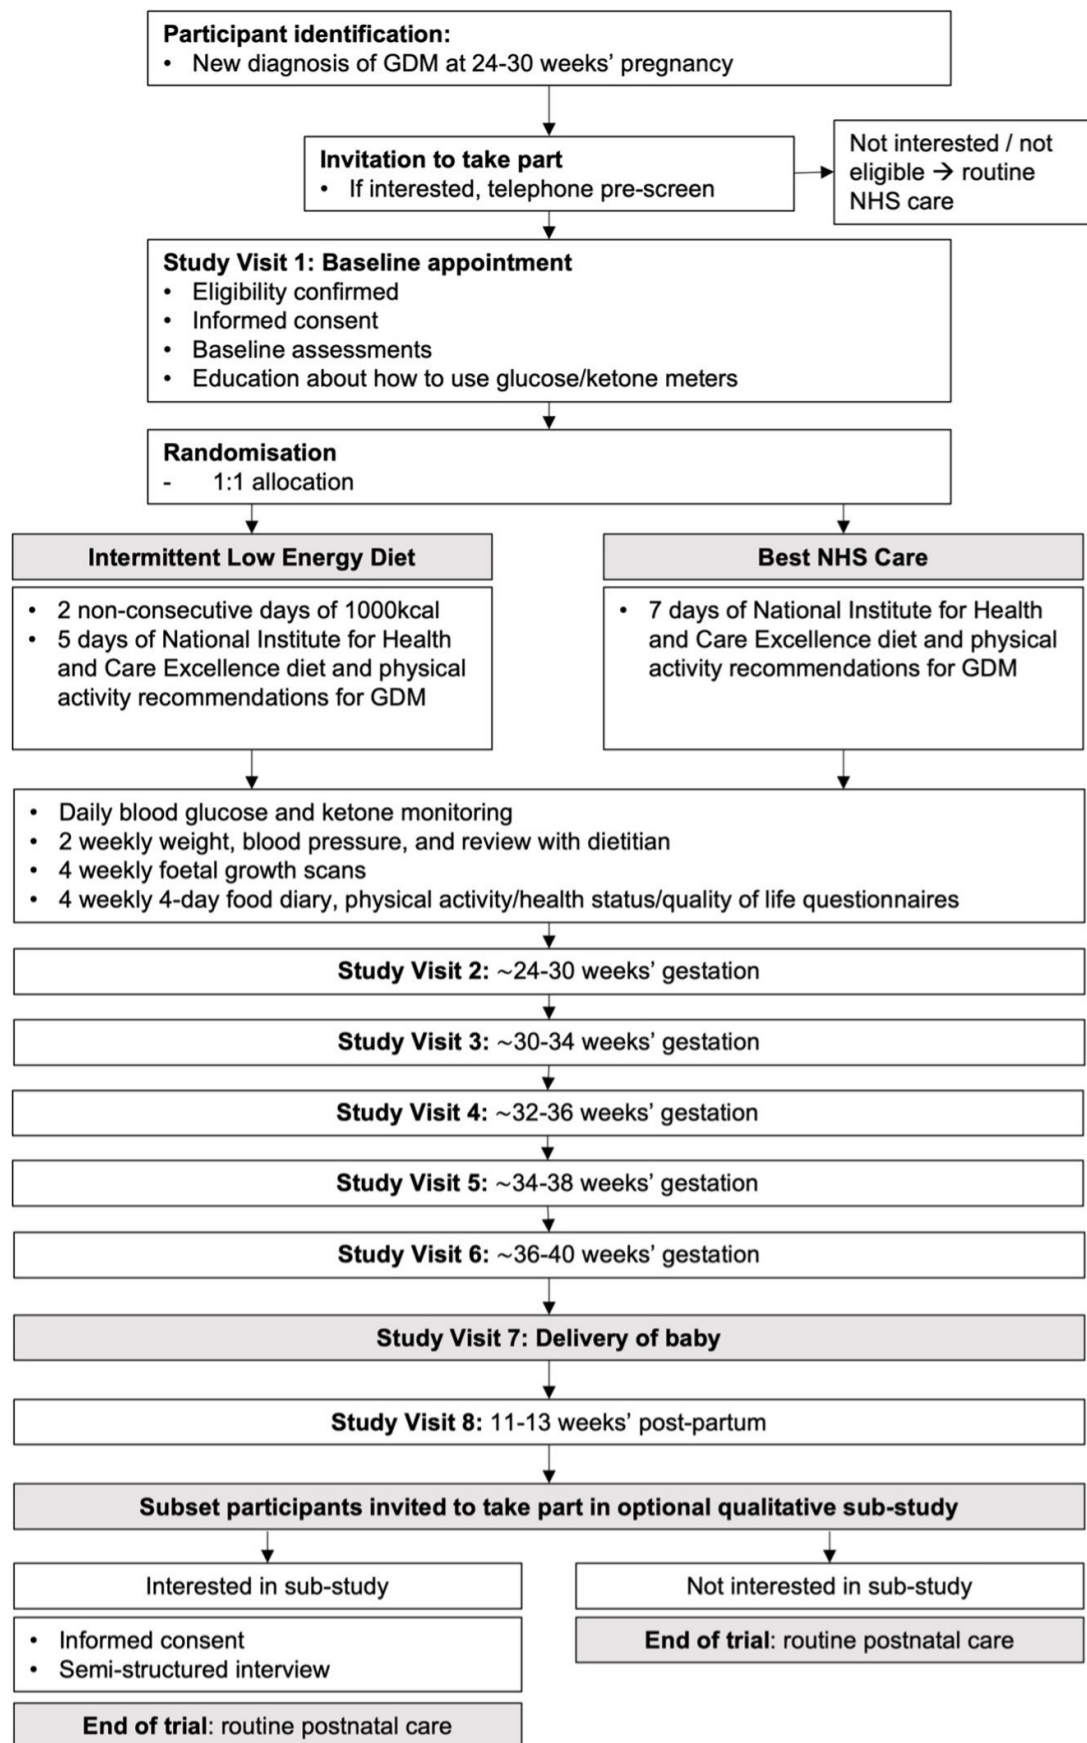 Participant identification:
• New diagnosis of GDM at 24-30 weeks’ pregnancy
Invitation to take part
• If interested, telephone pre-screen
Not interested / not
eligible → routine
NHS care
Study Visit 1: Baseline appointment
• Eligibility confirmed
• Informed consent
• Baseline assessments
• Education about how to use glucose/ketone meters
Randomisation
- 1:1 allocation
Intermittent Low Energy Diet
• 2 non-consecutive days of 1000kcal
• 5 days of National Institute for Health
and Care Excellence diet and physical
activity recommendations for GDM
Best NHS Care
• 7 days of National Institute for Health
and Care Excellence diet and physical
activity recommendations for GDM
• Daily blood glucose and ketone monitoring
• 2 weekly weight, blood pressure, and review with dietitian
• 4 weekly foetal growth scans
• 4 weekly 4-day food diary, physical activity/health status/quality of life questionnaires
Study Visit 2: ~24-30 weeks’ gestation
Study Visit 3: ~30-34 weeks’ gestation
Study Visit 4: ~32-36 weeks’ gestation
Study Visit 5: ~34-38 weeks’ gestation
Study Visit 6: ~36-40 weeks’ gestation
Study Visit 7: Delivery of baby
Study Visit 8: 11-13 weeks’ post-partum
Subset participants invited to take part in optional qualitative sub-study
Interested in sub-study
• Informed consent
• Semi-structured interview
End of trial: routine postnatal care
Not interested in sub-study
End of trial: routine postnatal care